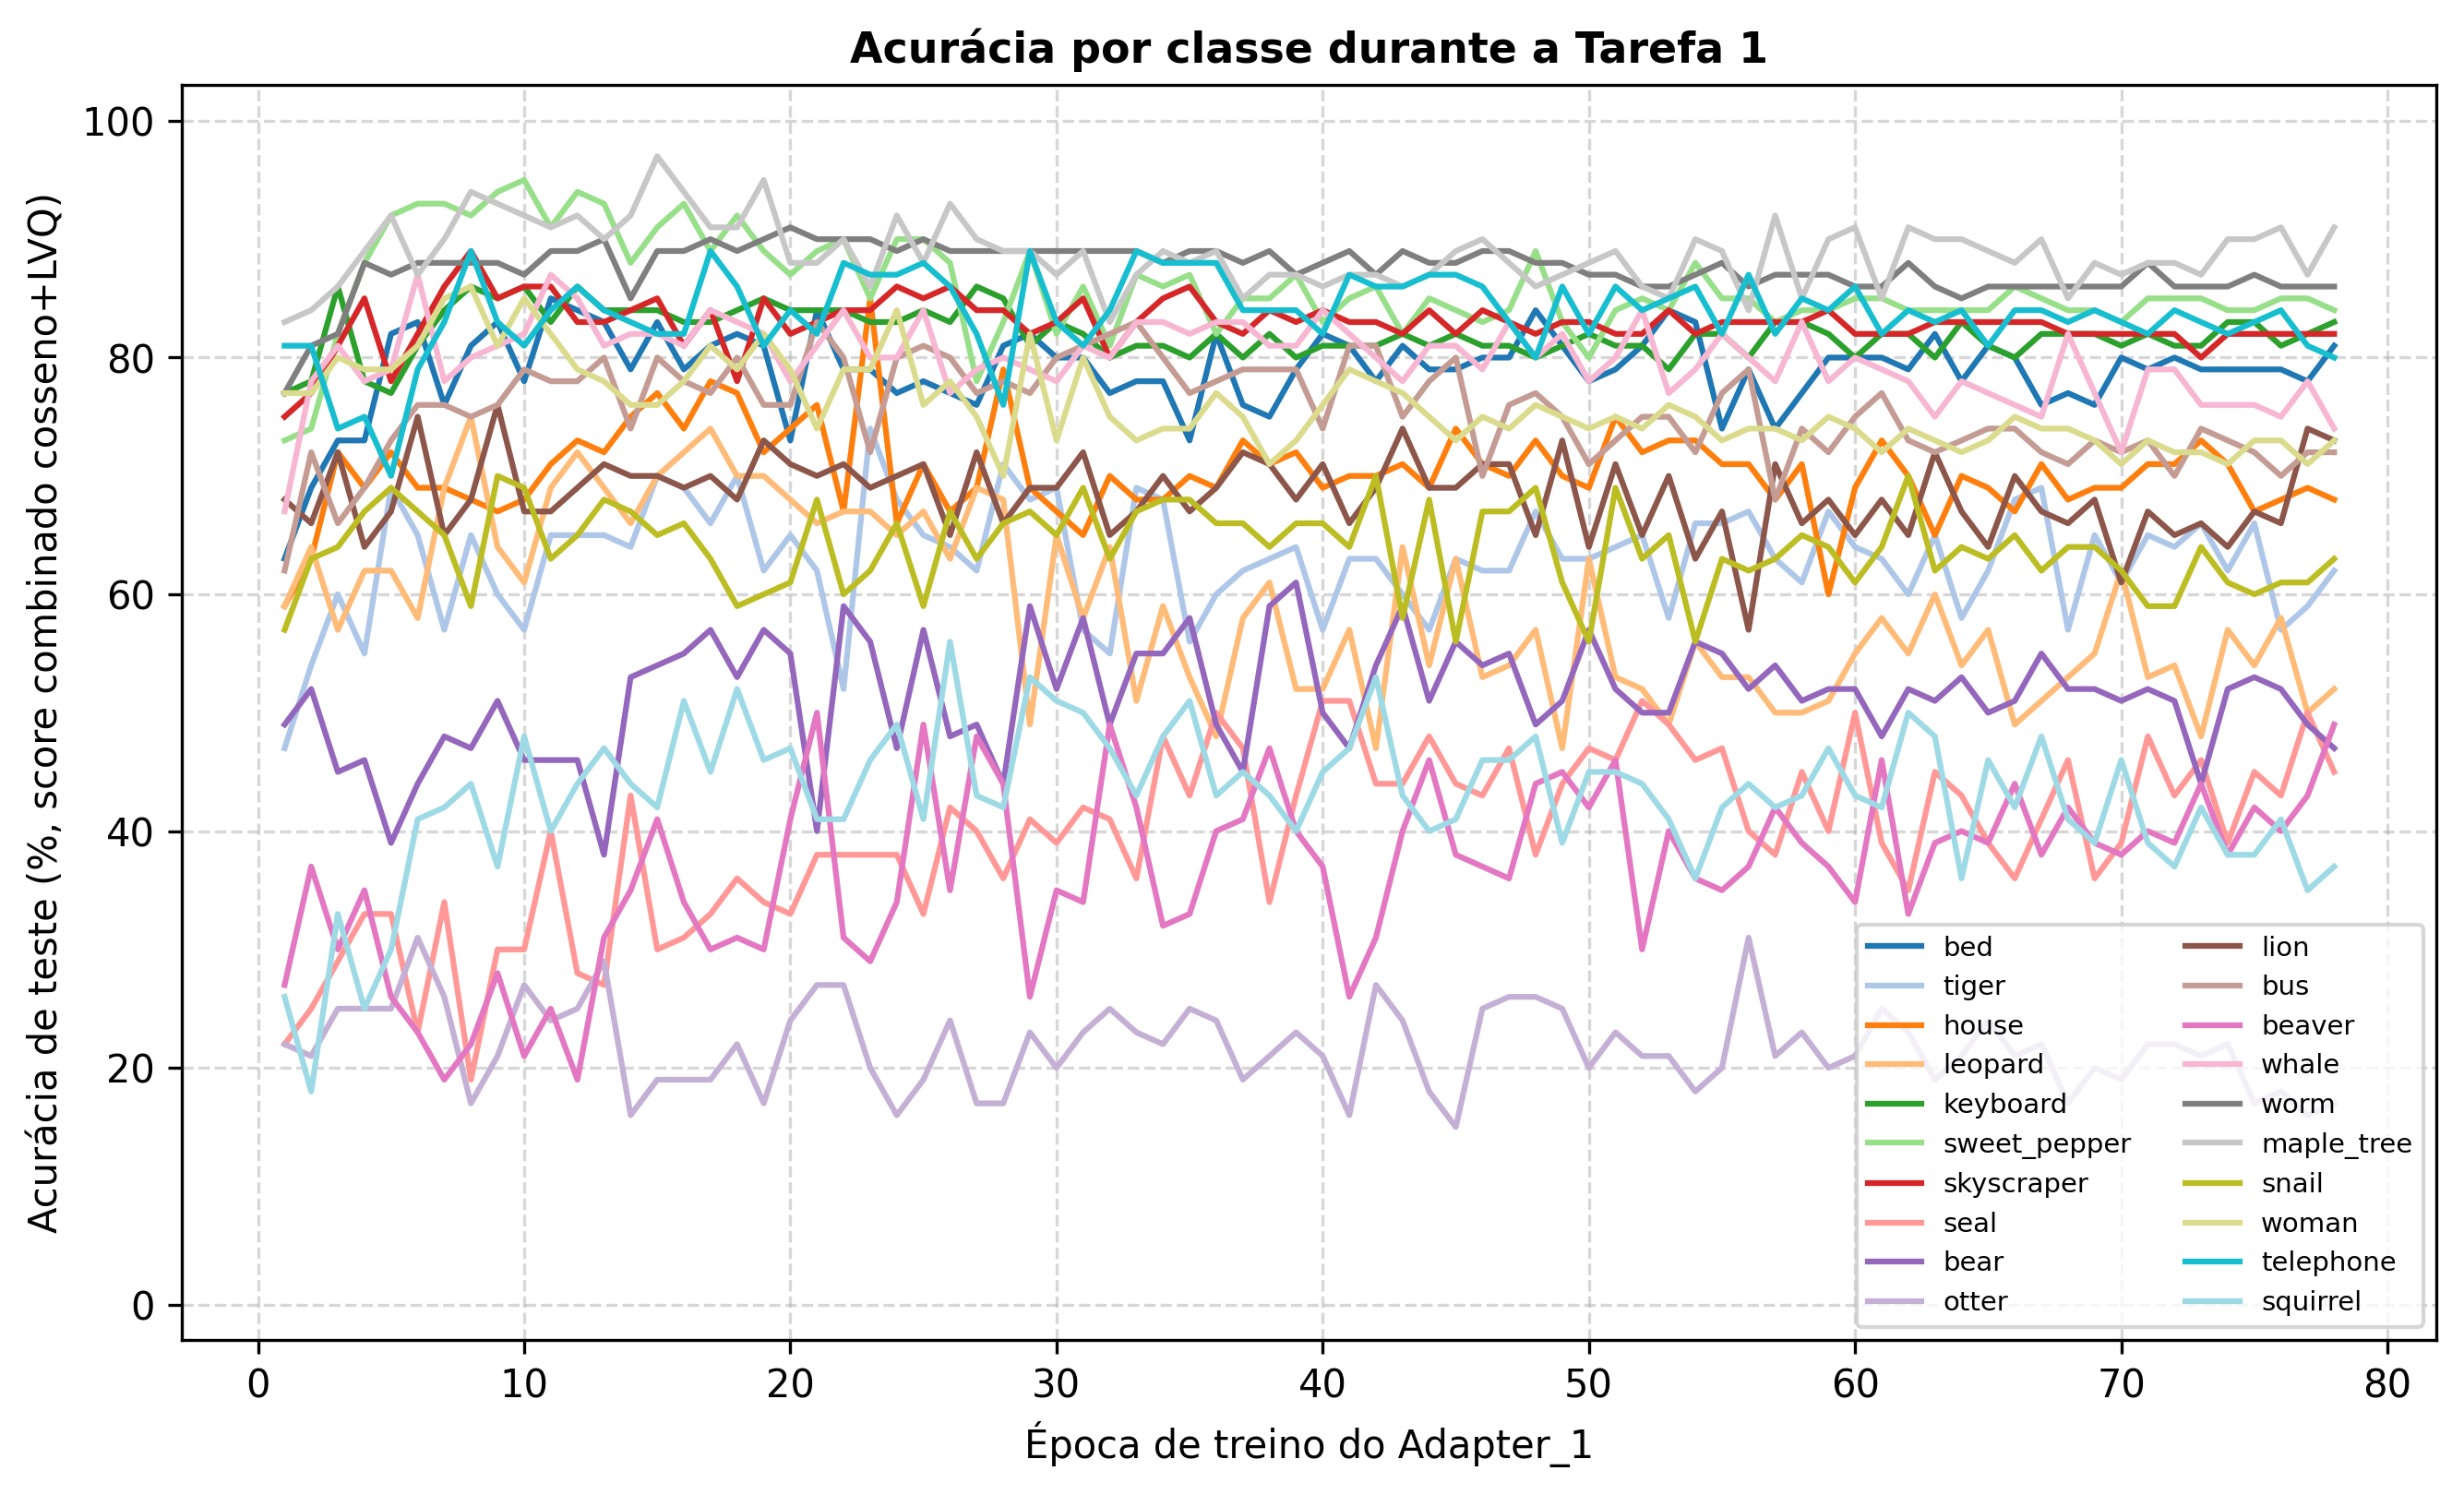 Acurácia por classe durante a Tarefa 1
Acurácia de teste (%, score combinado cosseno+LVQ)
100
80
60
40
20
0
0 10 20 30 40 50 60 70 80
Época de treino do Adapter_1
bed
tiger
house
leopard
keyboard
sweet_pepper
skyscraper
seal
bear
otter
lion
bus
beaver
whale
worm
maple_tree
snail
woman
telephone
squirrel